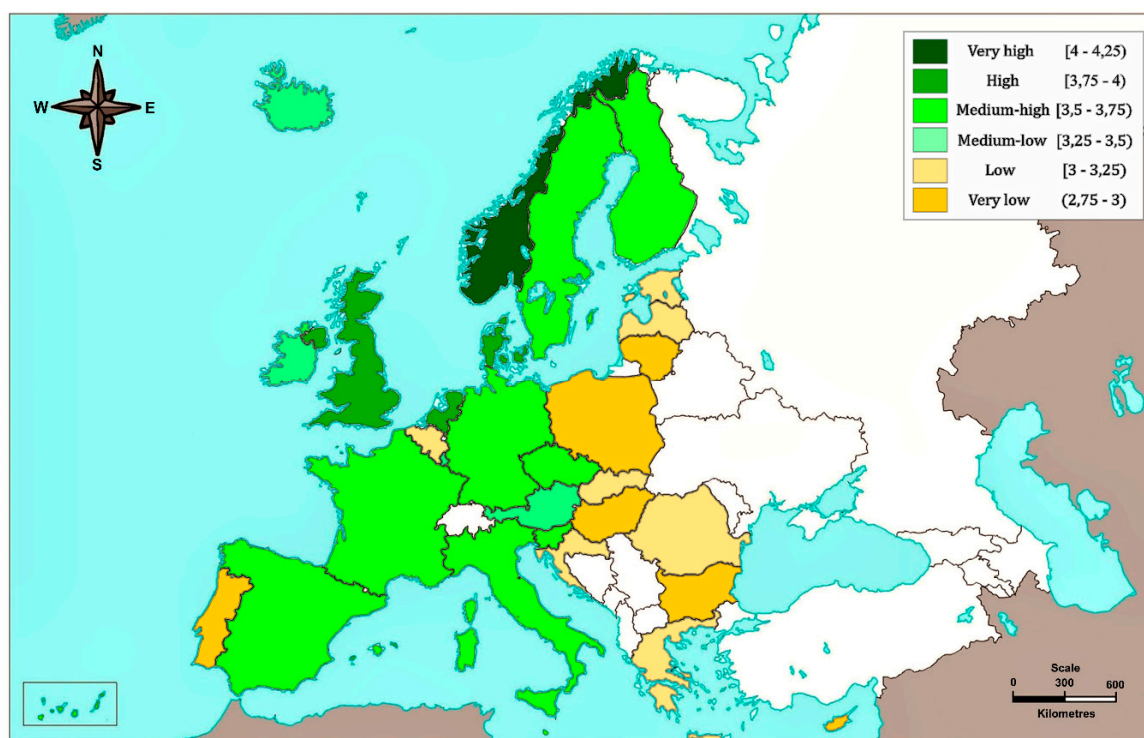 N
W E
S
Very high [4 - 4,25)
High [3,75 - 4)
Medium-high [3,5 - 3,75)
Medium-low [3,25 - 3,5)
Low [3 - 3,25)
Very low (2,75 - 3)
Scale
0 300 600
Kilometres